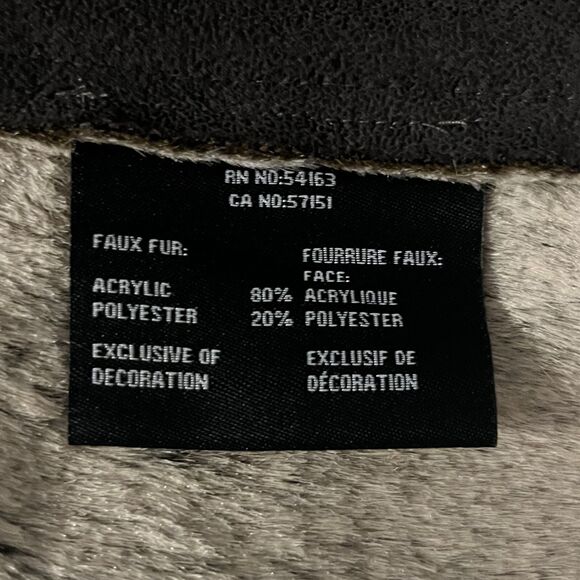 RN NO:54163
CA NO:57151
FAUX FUR:
FOURRURE FAUX:
FACE:
ACRYLIC 80% ACRYLIQUE
POLYESTER 20% POLYESTER
EXCLUSIVE OF EXCLUSIF DE
DECORATION DÉCORATION